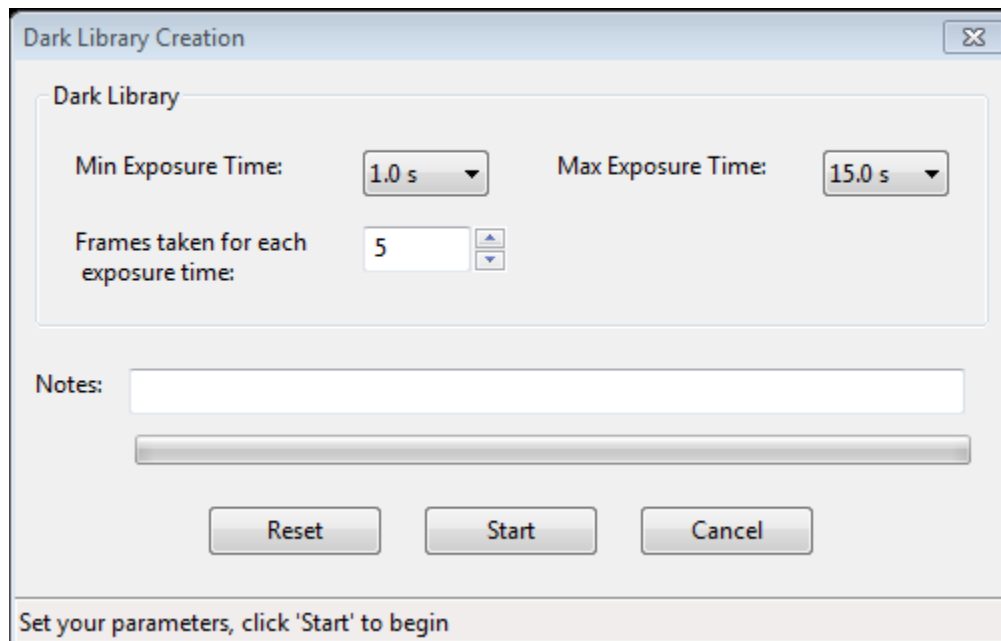 Dark Library Creation
Dark Library
Min Exposure Time: 1.0 s Max Exposure Time: 15.0 s
Frames taken for each 5
exposure time:
Notes:
Reset Start Cancel
Set your parameters, click 'Start' to begin